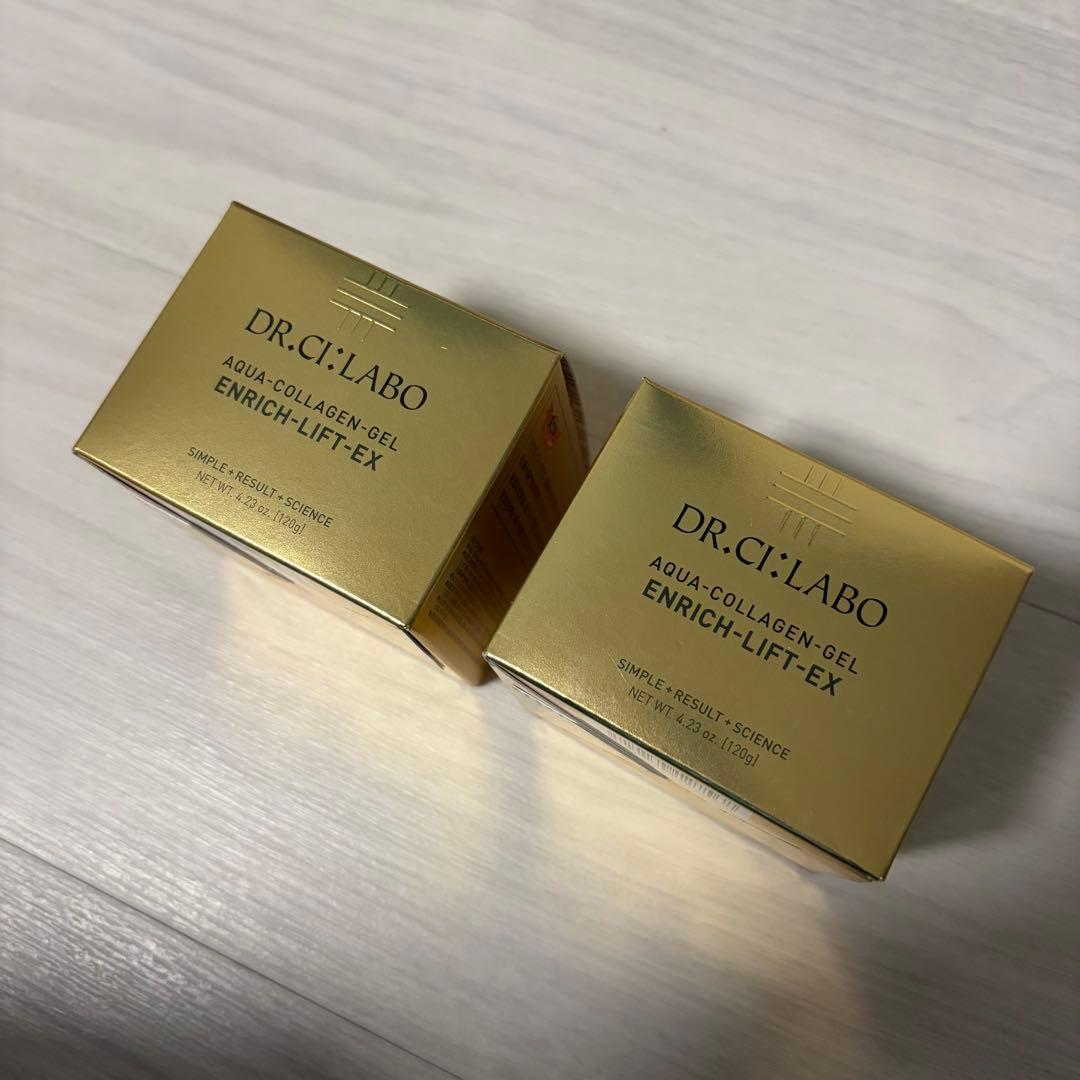 DR.CI:LABO
AQUA-COLLAGEN-GEL
ENRICH-LIFT-EX
SIMPLE+RESULT+SCIENCE
NET WT. 4.23 oz. [120g]
DR.CI:LABO
AQUA-COLLAGEN-GEL
ENRICH-LIFT-EX
SIMPLE+RESULT+SCIENCE
NET WT. 4.23 oz. [120g]